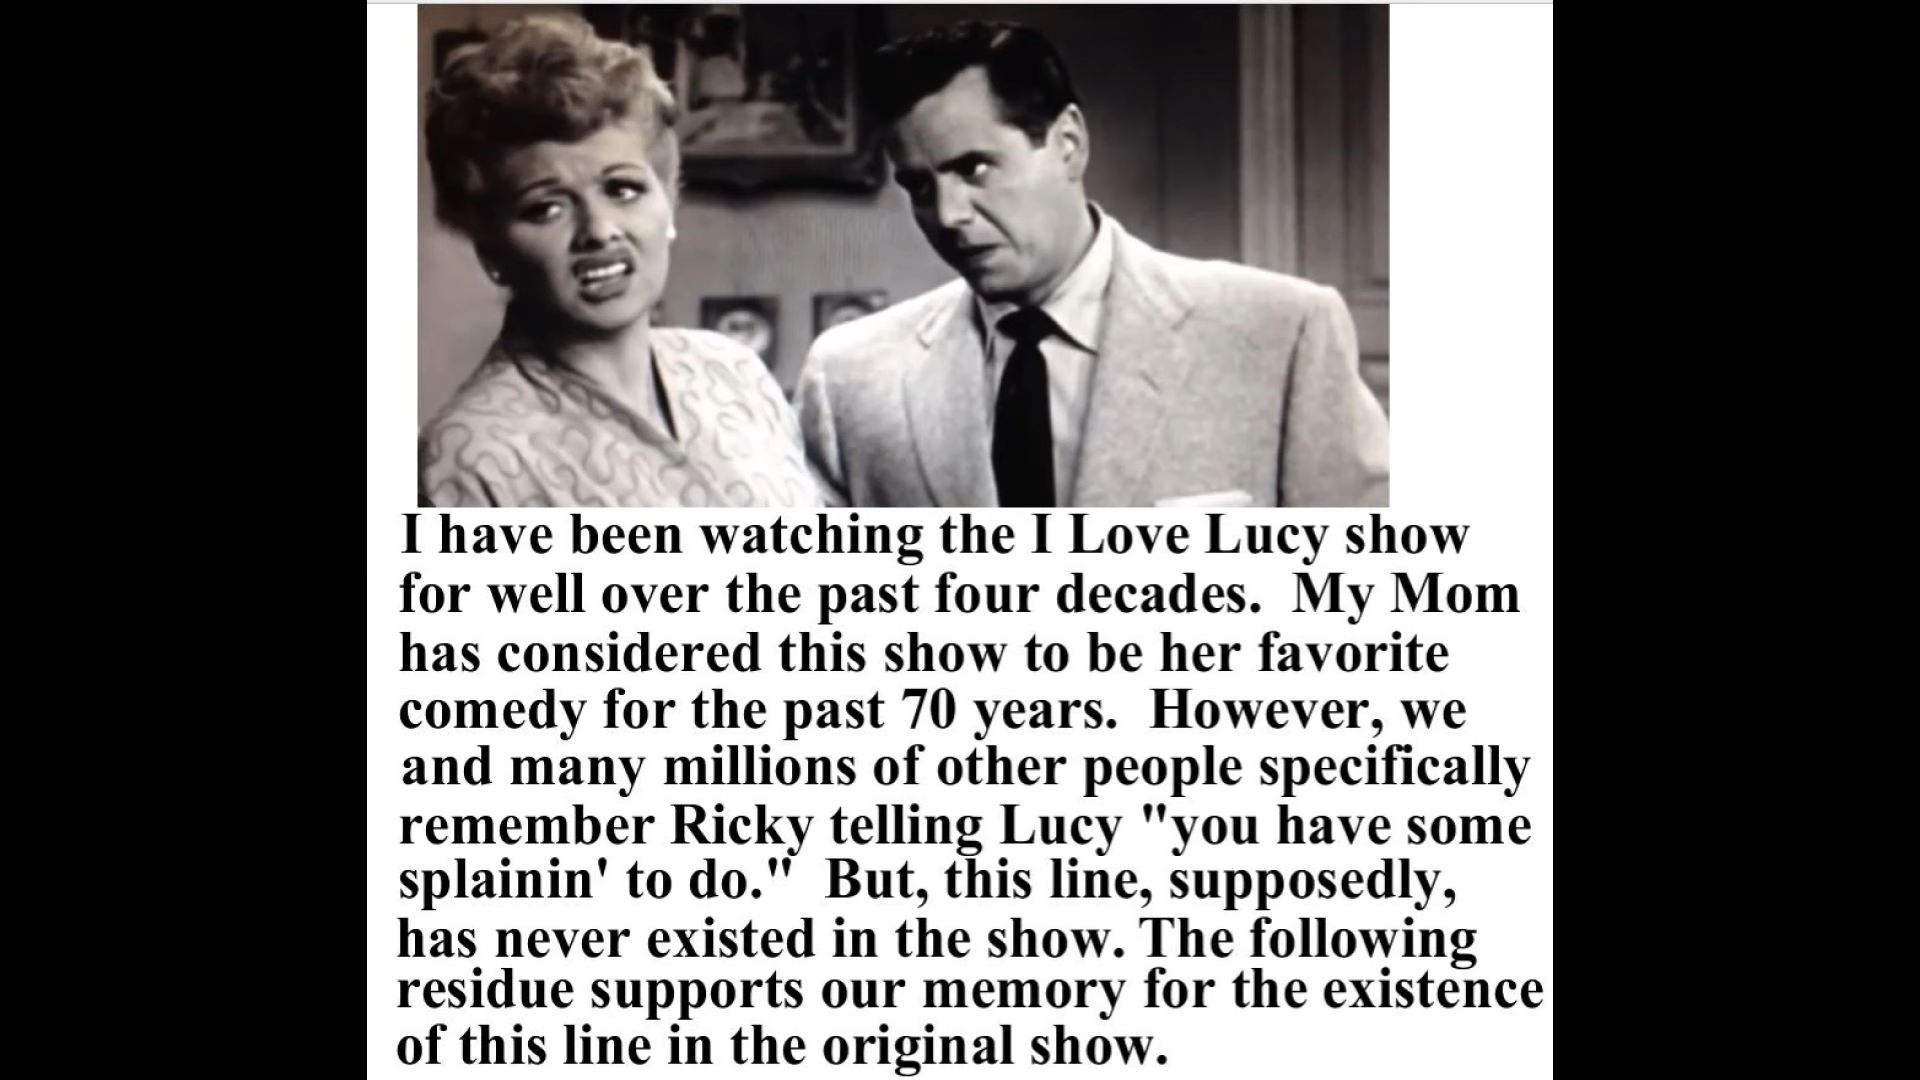 I have been watching the I Love Lucy show
for well over the past four decades.  My Mom
has considered this show to be her favorite
comedy for the past 70 years.  However, we
and many millions of other people specifically
remember Ricky telling Lucy "you have some
splainin' to do."  But, this line, supposedly,
has never existed in the show. The following
residue supports our memory for the existence
of this line in the original show.